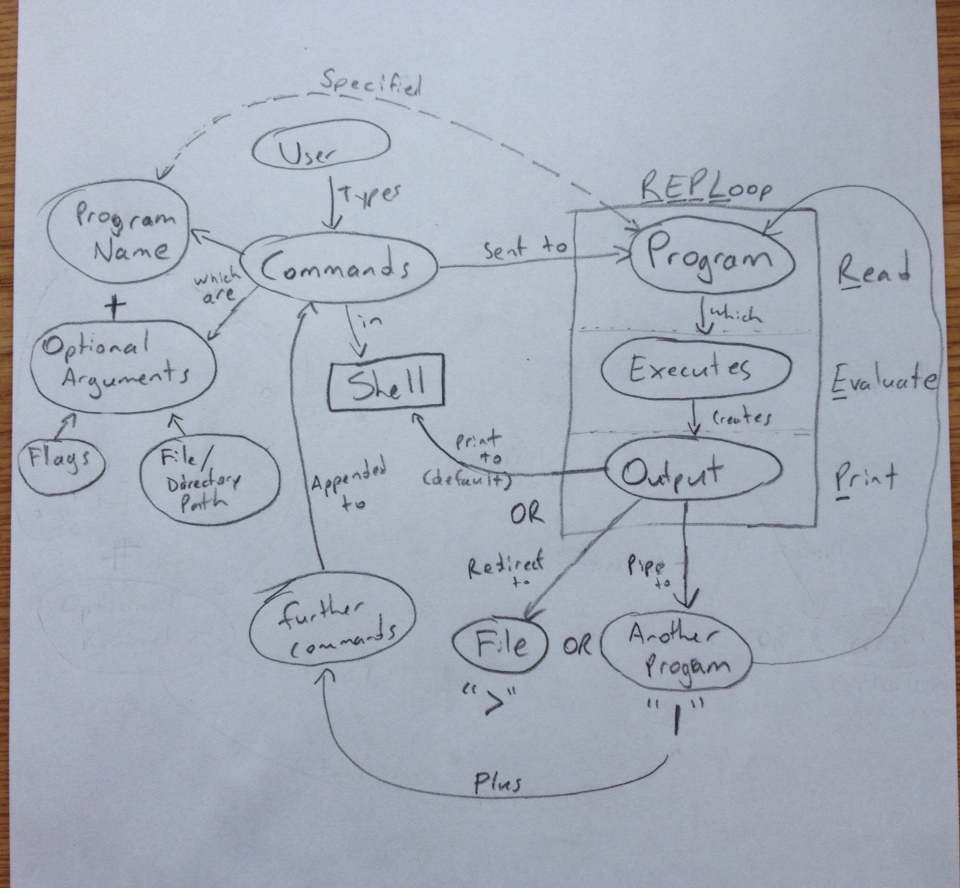 Specified
User
Types
REPLoop
Program
Name
Commands
Sent to
Program
Read
which
are
which
+
in
Optional
Arguments
Shell
Executes
Evaluate
Creates
Flags
File/
Directory
Path
Print
to
(default)
Output
Print
Appended
to
OR
Redirect
to
Pipe
to
further
commands
File
OR
Another
Progam
">"
"|"
Plus